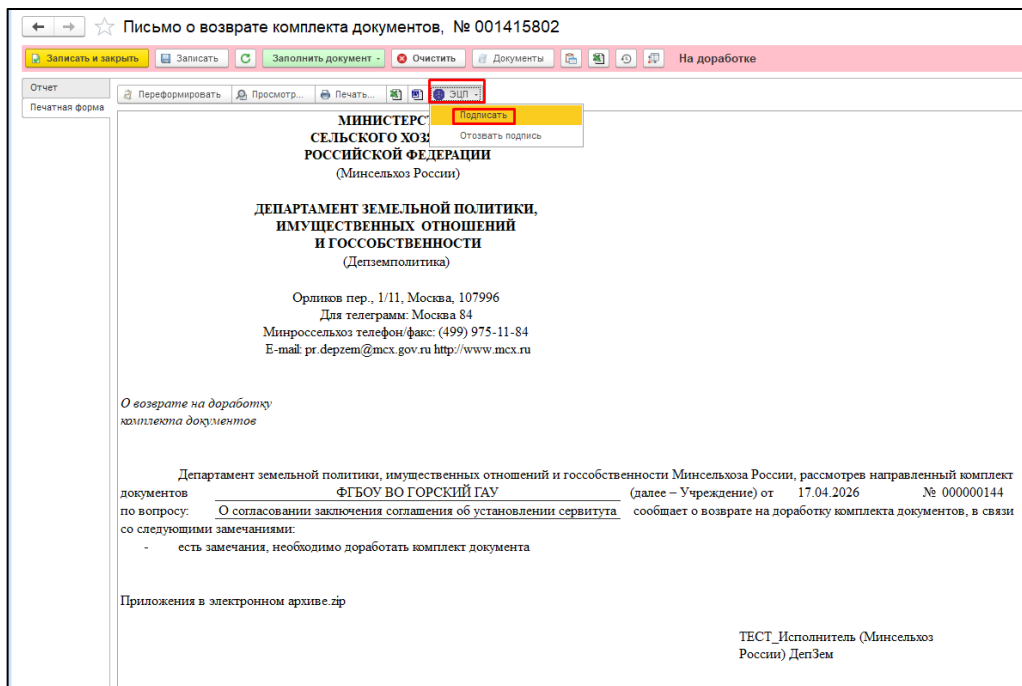 Письмо о возврате комплекта документов, № 001415802
Записать и закрыть Записать Заполнить документ Очистить Документы На доработке
Отчет
Печатная форма
Переформировать Просмотр... Печать... ЭЦП
Подписать
Отозвать подпись
МИНИСТЕРСТ
СЕЛЬСКОГО ХОЗ
РОССИЙСКОЙ ФЕДЕРАЦИИ
(Минсельхоз России)
ДЕПАРТАМЕНТ ЗЕМЕЛЬНОЙ ПОЛИТИКИ,
ИМУЩЕСТВЕННЫХ ОТНОШЕНИЙ
И ГОССОБСТВЕННОСТИ
(Депземполитика)
Орликов пер., 1/11, Москва, 107996
Для телеграмм: Москва 84
Минроссельхоз телефон/факс: (499) 975-11-84
E-mail: pr.depzem@mcx.gov.ru http://www.mcx.ru
О возврате на доработку
комплекта документов
Департамент земельной политики, имущественных отношений и госсобственности Минсельхоза России, рассмотрев направленный комплект
документов ФГБОУ ВО ГОРСКИЙ ГАУ (далее – Учреждение) от 17.04.2026 № 000000144
по вопросу: О согласовании заключения соглашения об установлении сервитута сообщает о возврате на доработку комплекта документов, в связи
со следующими замечаниями:
- есть замечания, необходимо доработать комплект документа
Приложения в электронном архиве.zip
ТЕСТ_Исполнитель (Минсельхоз
России) ДепЗем